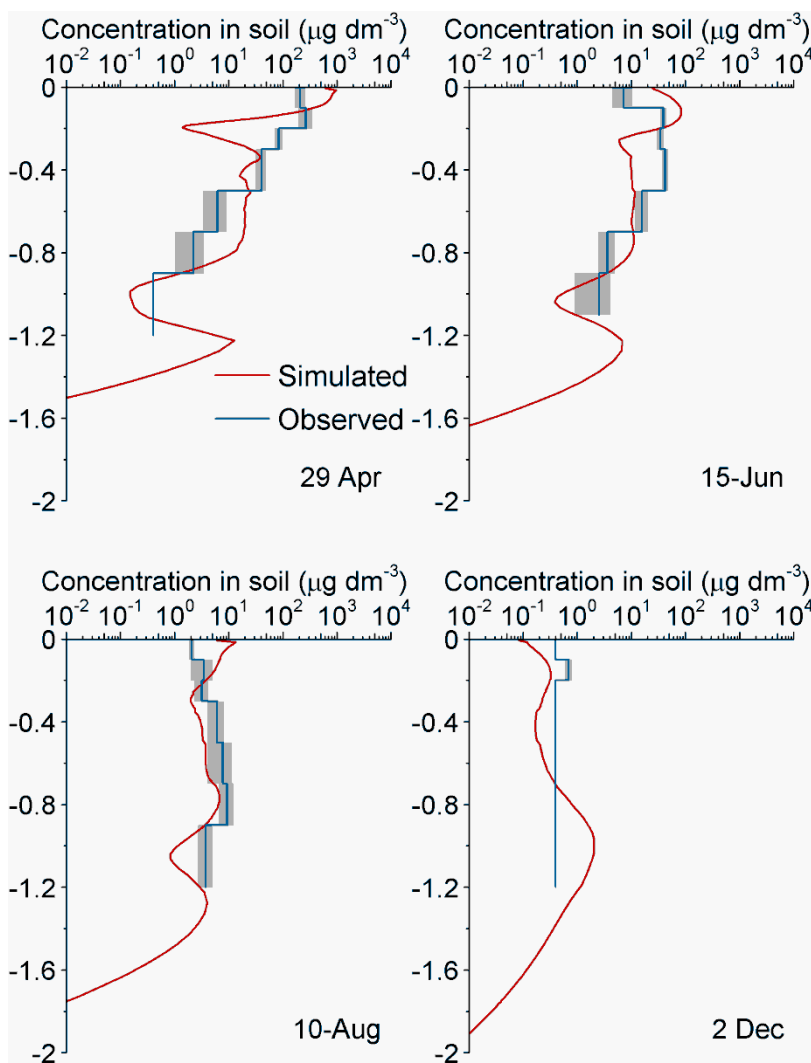 Concentration in soil (µg dm⁻³)
10⁻² 10⁻¹ 10⁰ 10¹ 10² 10³ 10⁴
0
-0.4
-0.8
-1.2
-1.6
-2
Simulated
Observed
29 Apr
Concentration in soil (µg dm⁻³)
10⁻² 10⁻¹ 10⁰ 10¹ 10² 10³ 10⁴
0
-0.4
-0.8
-1.2
-1.6
-2
15-Jun
Concentration in soil (µg dm⁻³)
10⁻² 10⁻¹ 10⁰ 10¹ 10² 10³ 10⁴
0
-0.4
-0.8
-1.2
-1.6
-2
10-Aug
Concentration in soil (µg dm⁻³)
10⁻² 10⁻¹ 10⁰ 10¹ 10² 10³ 10⁴
0
-0.4
-0.8
-1.2
-1.6
-2
2 Dec